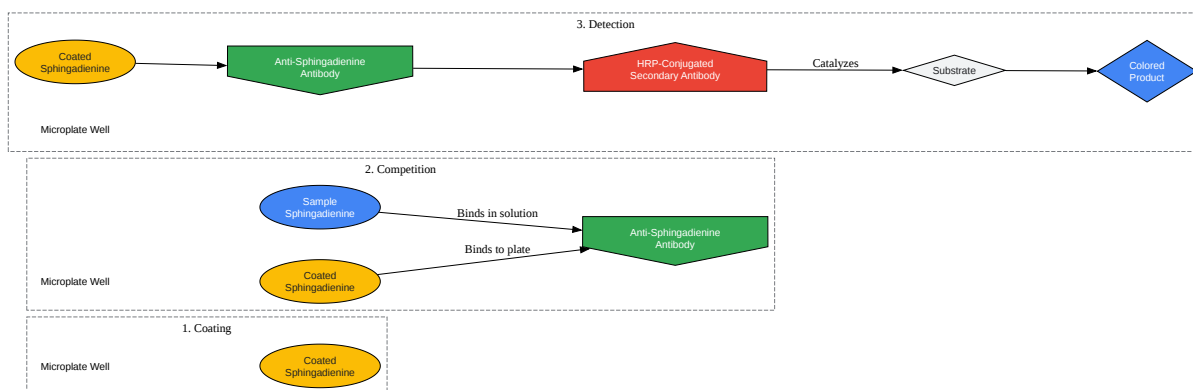 3. Detection
Coated
Sphingadienine
Anti-Sphingadienine
Antibody
HRP-Conjugated
Secondary Antibody
Catalyzes
Substrate
Colored
Product
Microplate Well
2. Competition
Sample
Sphingadienine
Binds in solution
Anti-Sphingadienine
Antibody
Binds to plate
Coated
Sphingadienine
Microplate Well
1. Coating
Coated
Sphingadienine
Microplate Well